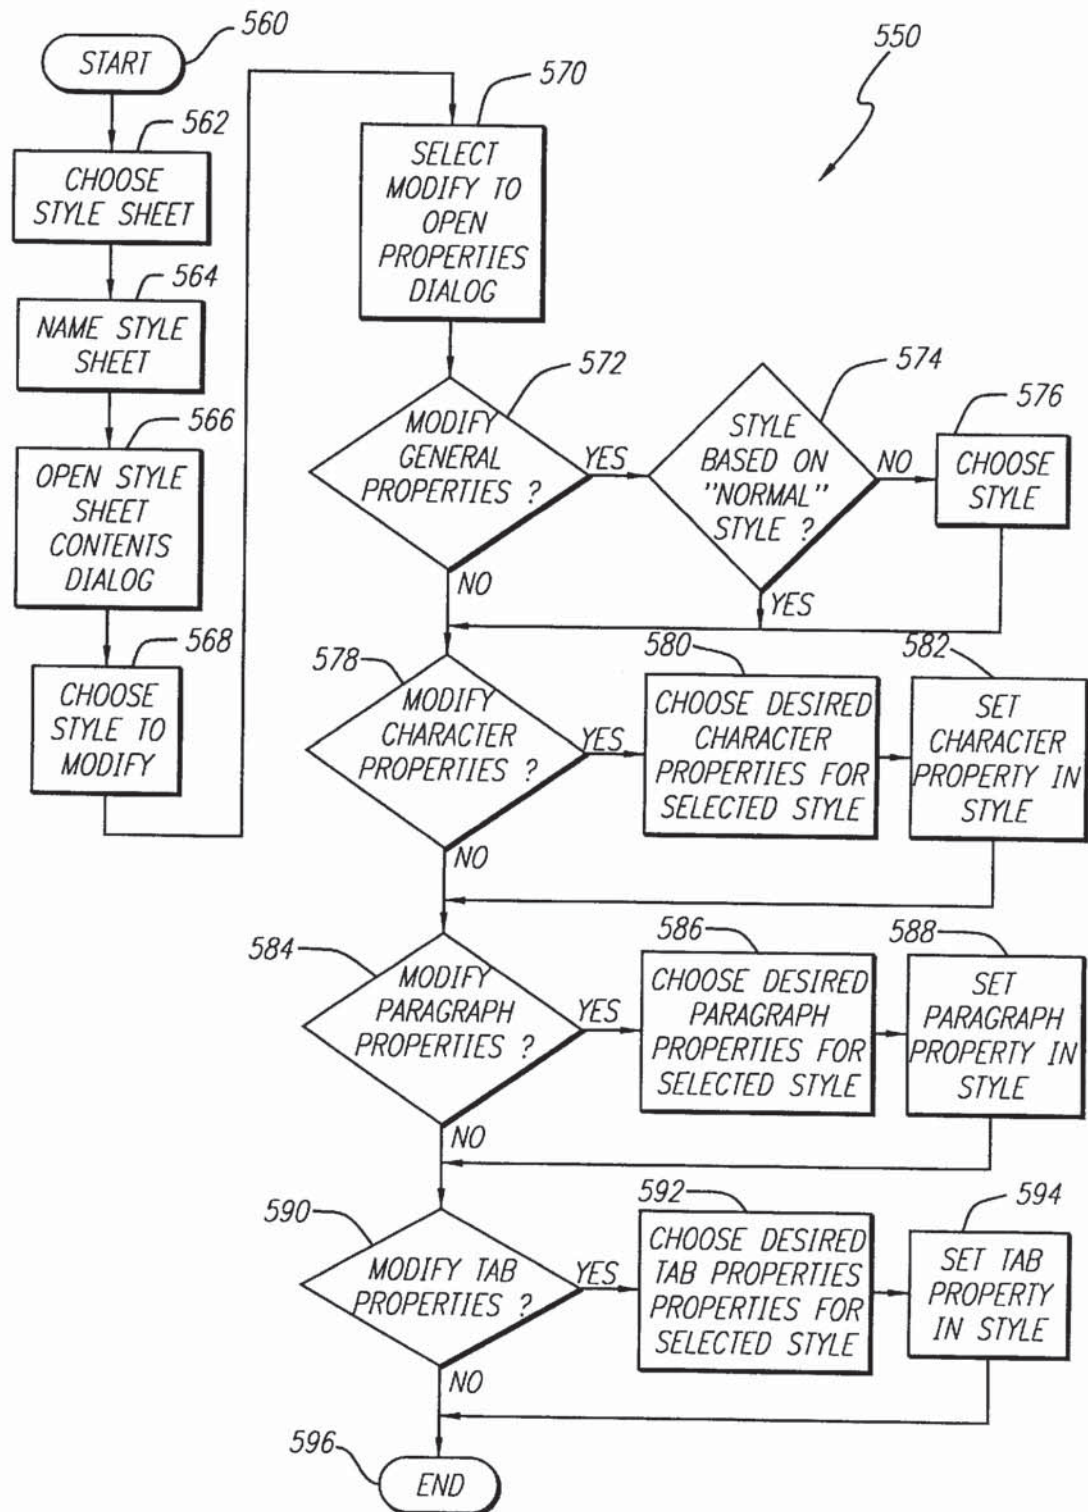 560
START
562
CHOOSE
STYLE SHEET
564
NAME STYLE
SHEET
566
OPEN STYLE
SHEET
CONTENTS
DIALOG
568
CHOOSE
STYLE TO
MODIFY
550
570
SELECT
MODIFY TO
OPEN
PROPERTIES
DIALOG
572
MODIFY
GENERAL
PROPERTIES ?
YES
NO
574
STYLE
BASED ON
"NORMAL"
STYLE ?
NO
YES
576
CHOOSE
STYLE
578
MODIFY
CHARACTER
PROPERTIES ?
YES
NO
580
CHOOSE DESIRED
CHARACTER
PROPERTIES FOR
SELECTED STYLE
582
SET
CHARACTER
PROPERTY IN
STYLE
584
MODIFY
PARAGRAPH
PROPERTIES ?
YES
NO
586
CHOOSE DESIRED
PARAGRAPH
PROPERTIES FOR
SELECTED STYLE
588
SET
PARAGRAPH
PROPERTY IN
STYLE
590
MODIFY TAB
PROPERTIES ?
YES
NO
592
CHOOSE DESIRED
TAB PROPERTIES
PROPERTIES FOR
SELECTED STYLE
594
SET TAB
PROPERTY
IN STYLE
596
END